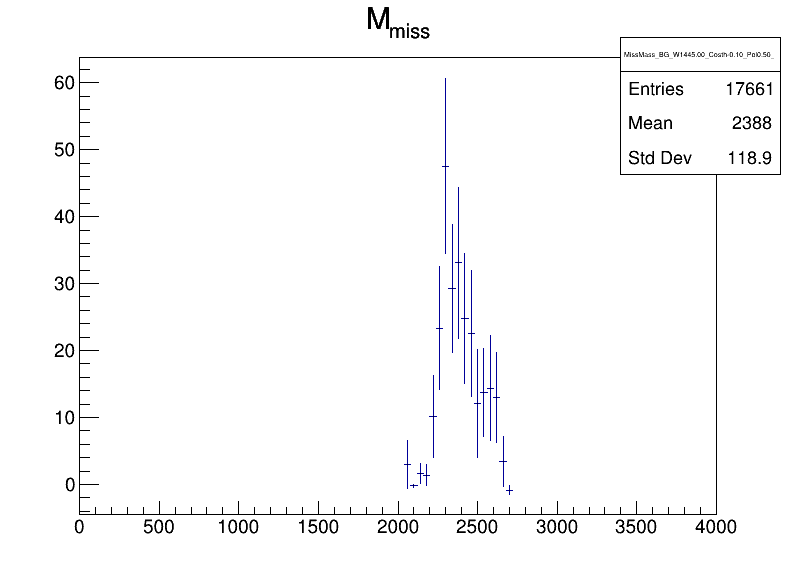 M_miss
MissMass_BG_W1445.00_Costh-0.10_Pol0.50_
Entries 17661
Mean 2388
Std Dev 118.9
60
50
40
30
20
10
0
0 500 1000 1500 2000 2500 3000 3500 4000